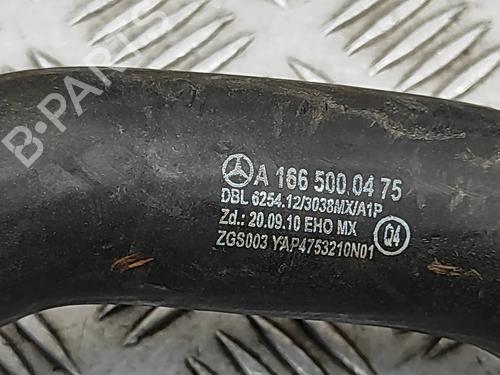 B-PARTS
A 166 500 04 75
DBL 6254.12/3038MX/A1P
Zd.: 20.09.10 EHO MX
Q4
ZGS003 YAP4753210N01